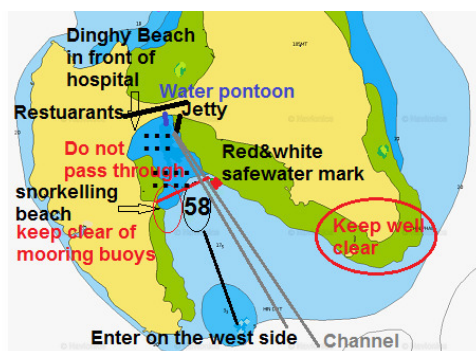 Dinghy Beach
in front of
hospital
Water pontoon
Restuarants
Jetty
Do not
pass through
Red&white
safewater mark
snorkelling
beach
58
keep clear of
mooring buoys
Keep well
clear
Enter on the west side
Channel